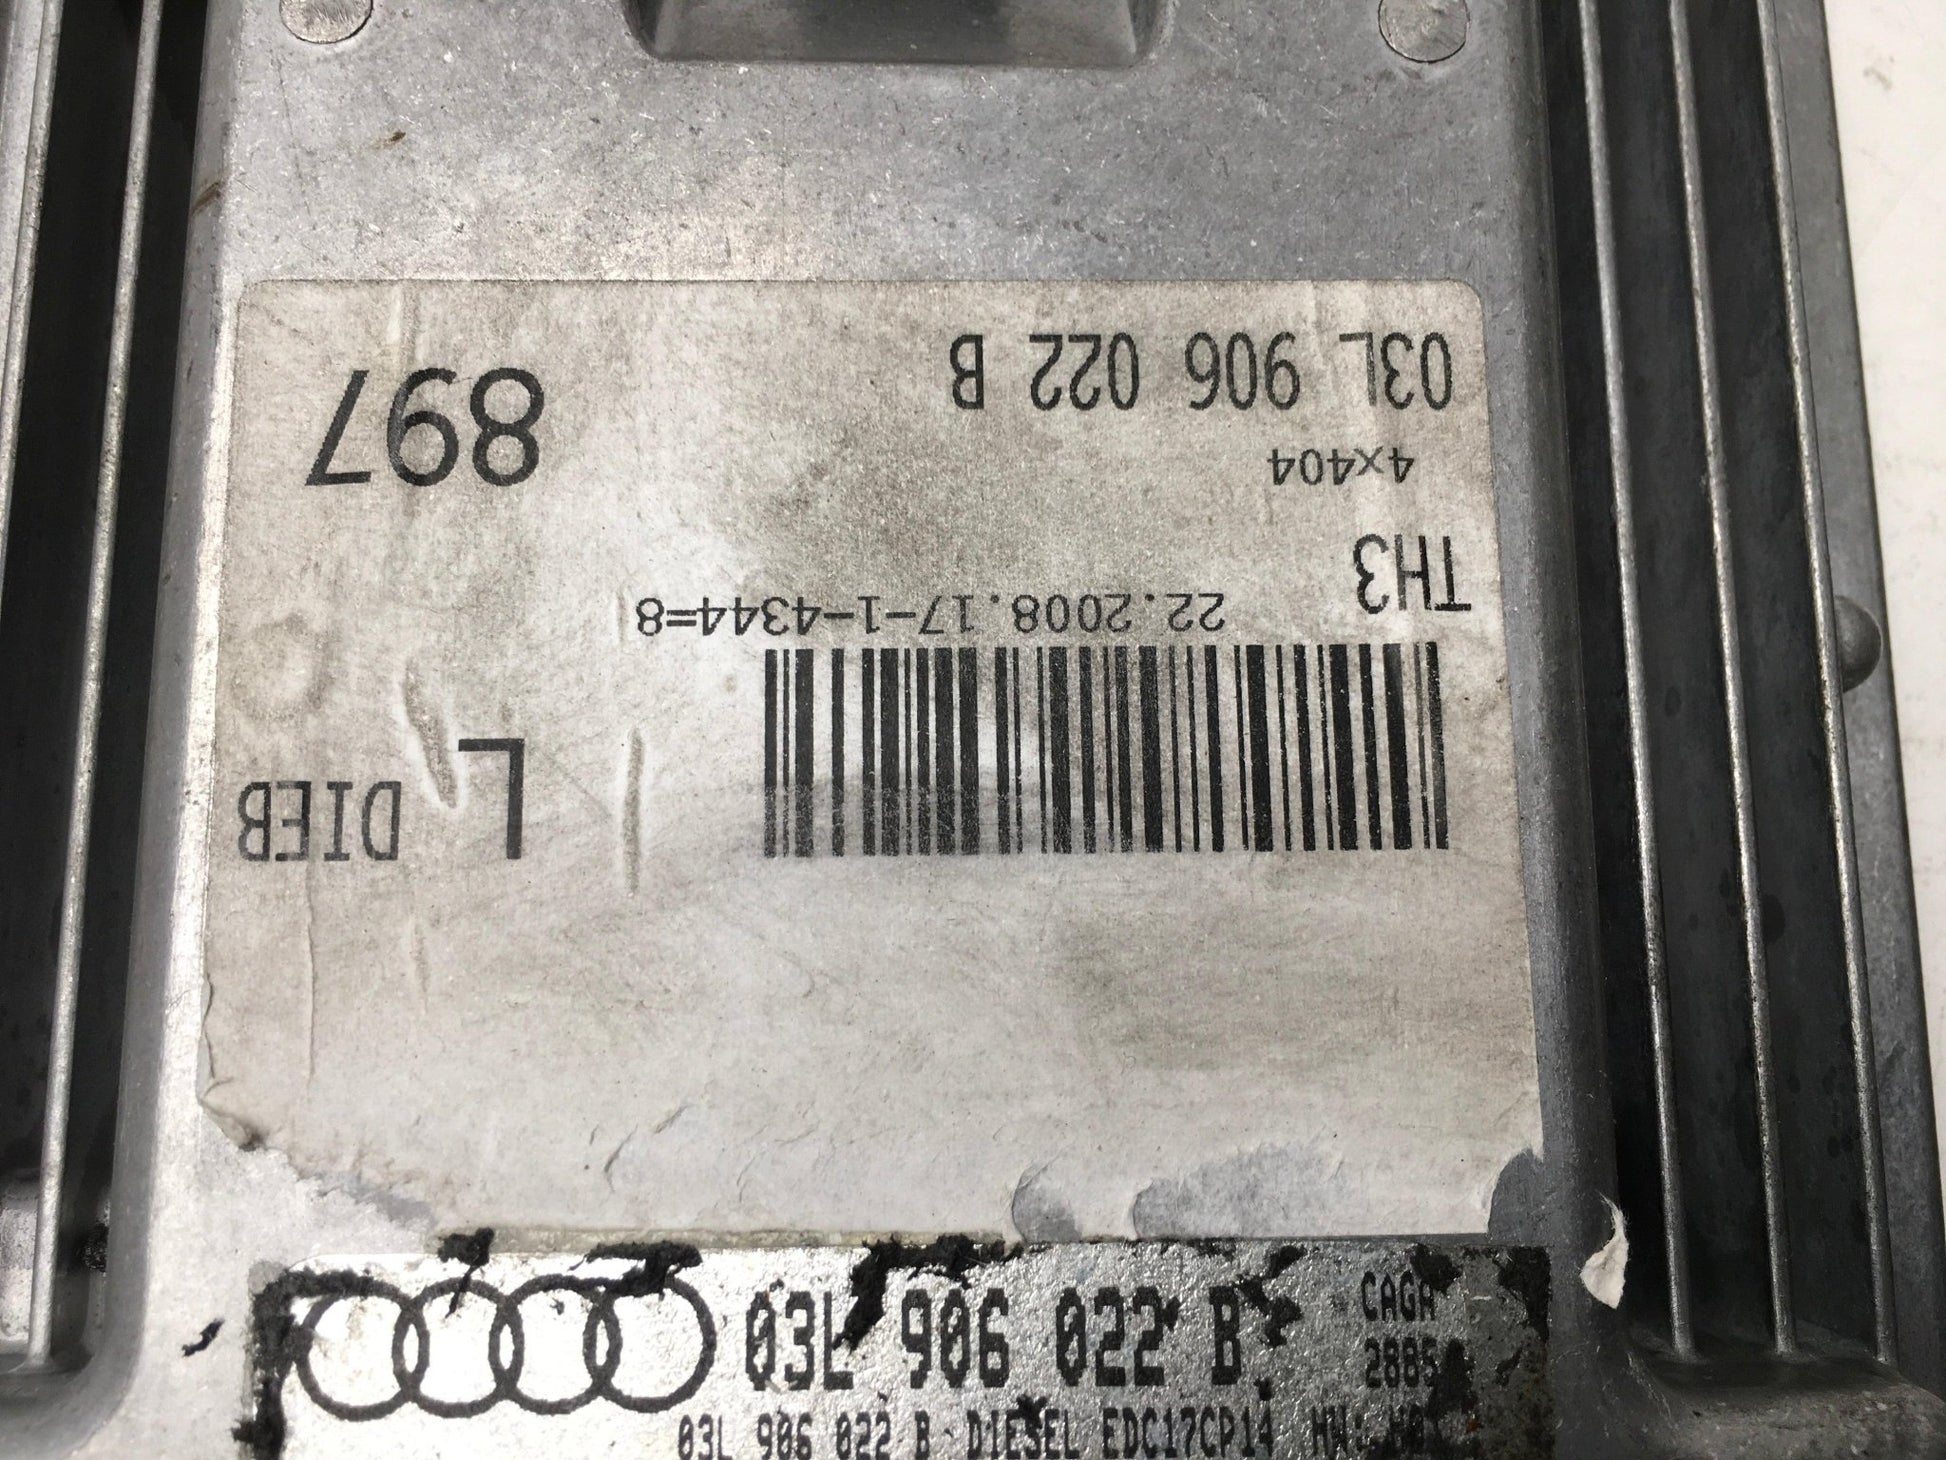 03L 906 022 B
897
4x404
TH3
22.2008.17-1-4344=8
L
DIEB
03L 906 022 B
CAGA
2885
03L 906 022 B DIESEL EDC17CP14 HW: